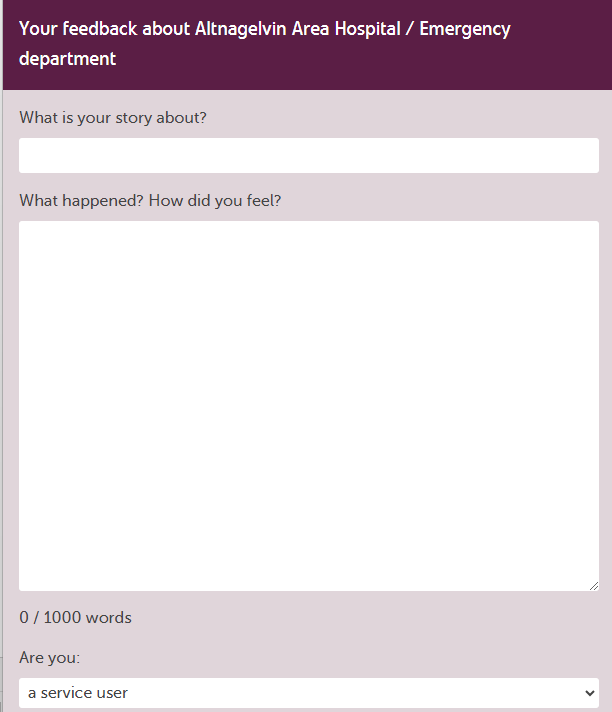 Your feedback about Altnagelvin Area Hospital / Emergency
department
What is your story about?
What happened? How did you feel?
0 / 1000 words
Are you:
a service user